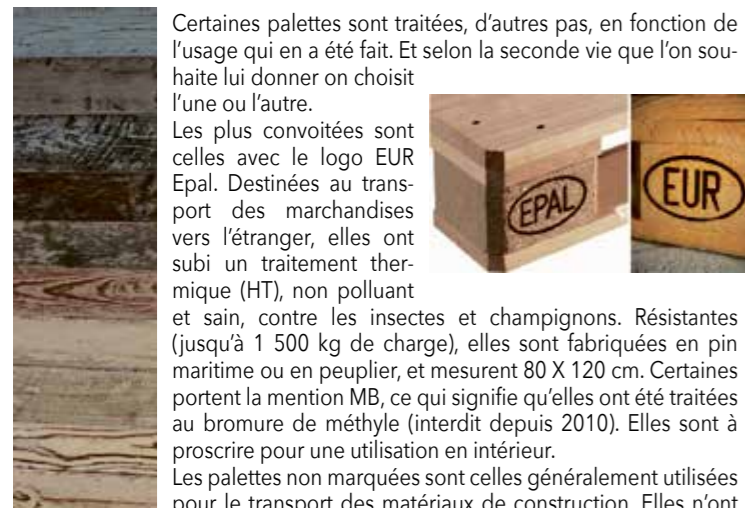 Certaines palettes sont traitées, d'autres pas, en fonction de
l'usage qui en a été fait. Et selon la seconde vie que l'on sou-
haite lui donner on choisit
l'une ou l'autre.
Les plus convoitées sont
celles avec le logo EUR
Epal. Destinées au trans-
port des marchandises
vers l'étranger, elles ont
subi un traitement ther-
mique (HT), non polluant
EPAL
EUR
et sain, contre les insectes et champignons. Résistantes
(jusqu'à 1 500 kg de charge), elles sont fabriquées en pin
maritime ou en peuplier, et mesurent 80 X 120 cm. Certaines
portent la mention MB, ce qui signifie qu'elles ont été traitées
au bromure de méthyle (interdit depuis 2010). Elles sont à
proscrire pour une utilisation en intérieur.
Les palettes non marquées sont celles généralement utilisées
pour le transport des matériaux de construction. Elles n'ont